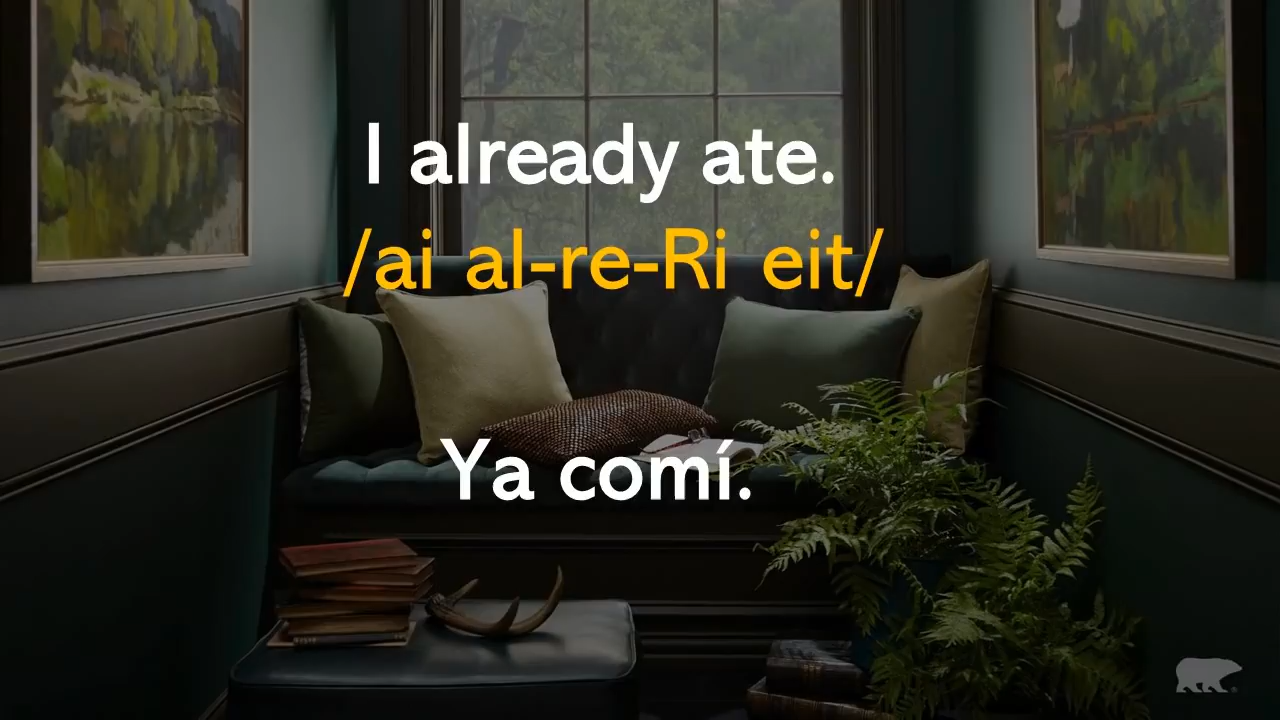 I already ate.
/ai al-re-Ri eit/
Ya comí.